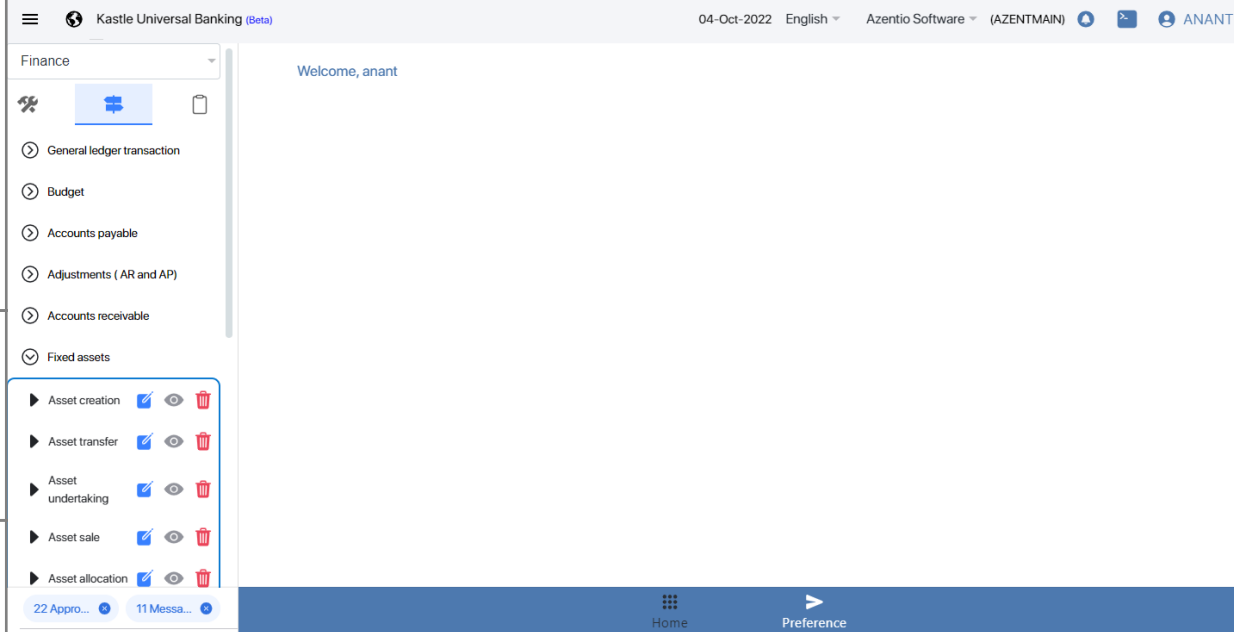 Kastle Universal Banking (Beta)
04-Oct-2022 English Azentio Software (AZENTMAIN) >_ ANANT
Finance
Welcome, anant
General ledger transaction
Budget
Accounts payable
Adjustments ( AR and AP)
Accounts receivable
Fixed assets
Asset creation
Asset transfer
Asset
undertaking
Asset sale
Asset allocation
22 Appro...
11 Messa...
Home
Preference